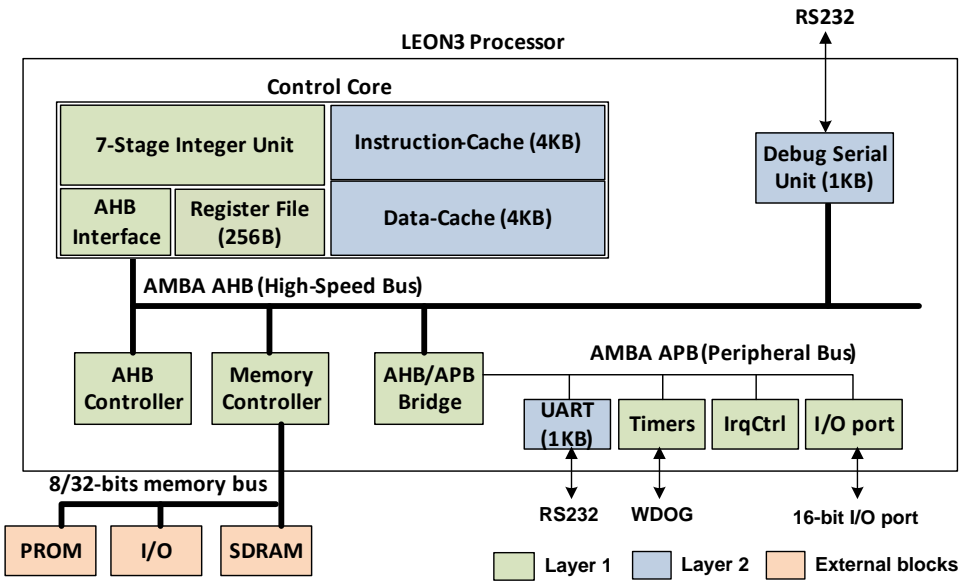 RS232
LEON3 Processor
Control Core
7-Stage Integer Unit
Instruction-Cache (4KB)
Debug Serial
Unit (1KB)
AHB
Interface
Register File
(256B)
Data-Cache (4KB)
AMBA AHB (High-Speed Bus)
AMBA APB (Peripheral Bus)
AHB
Controller
Memory
Controller
AHB/APB
Bridge
UART
(1KB)
Timers
IrqCtrl
I/O port
8/32-bits memory bus
RS232
WDOG
16-bit I/O port
PROM
I/O
SDRAM
Layer 1
Layer 2
External blocks